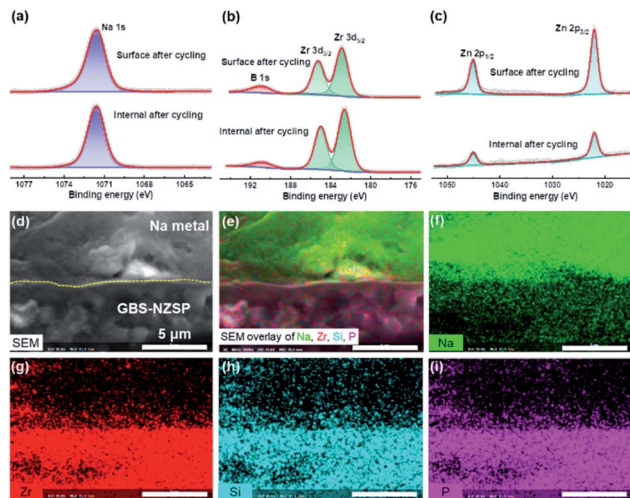 (a)
Na 1s
Surface after cycling
Internal after cycling
1077 1074 1071 1068 1065
Binding energy (eV)
(b)
Zr 3d5/2
Zr 3d3/2
Surface after cycling
B 1s
Internal after cycling
192 188 184 180 176
Binding energy (eV)
(c)
Zn 2p3/2
Zn 2p1/2
Surface after cycling
Internal after cycling
1050 1040 1030 1020
Binding energy (eV)
(d)
Na metal
GBS-NZSP
5 μm
SEM
(e)
SEM overlay of Na, Zr, Si, P
(f)
Na
(g)
Zr
(h)
Si
(i)
P